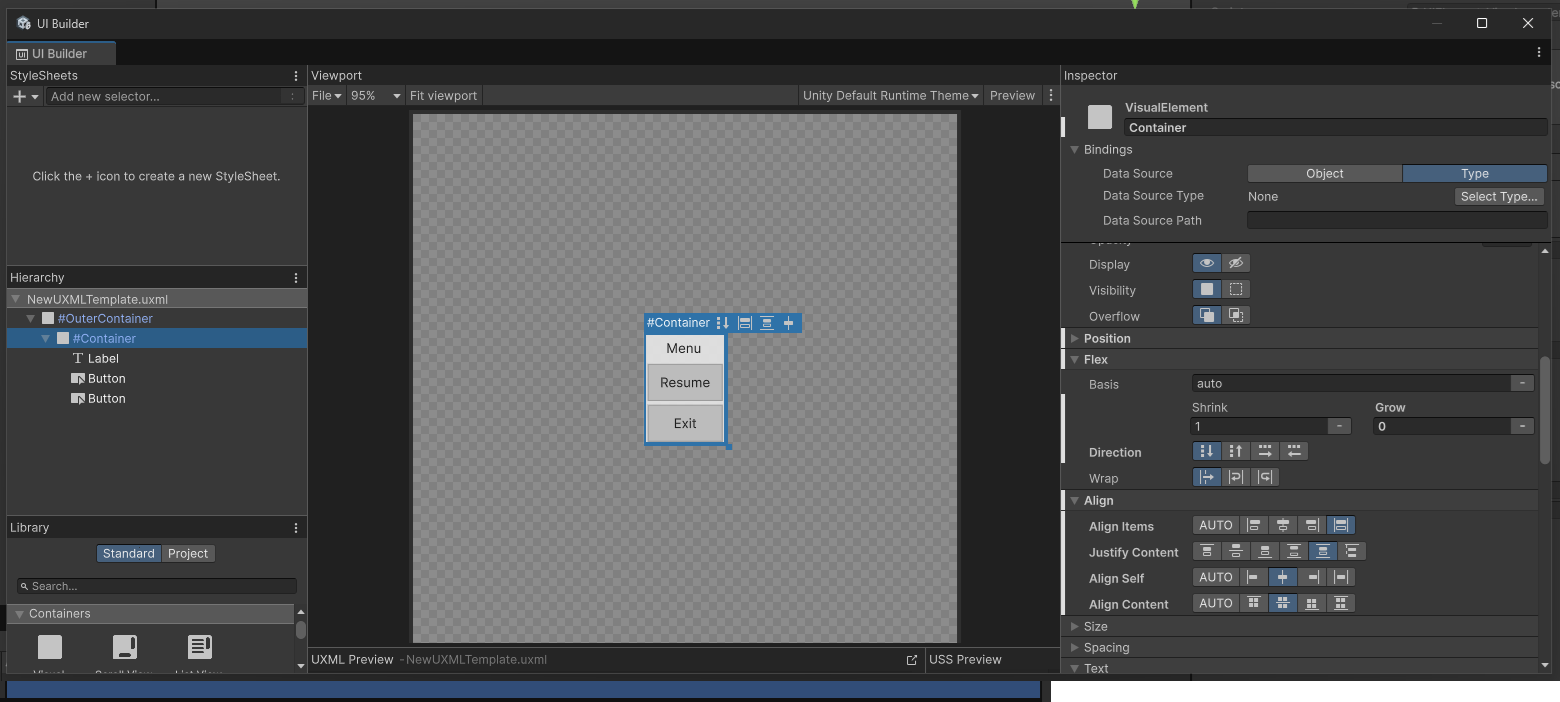 UI Builder
UI Builder
StyleSheets
Add new selector...
Click the + icon to create a new StyleSheet.
Hierarchy
NewUXMLTemplate.uxml
#OuterContainer
#Container
Label
Button
Button
Library
Standard Project
Search...
Containers
Viewport
File 95% Fit viewport Unity Default Runtime Theme Preview
#Container
Menu
Resume
Exit
UXML Preview - NewUXMLTemplate.uxml USS Preview
Inspector
VisualElement
Container
Bindings
Data Source Object Type
Data Source Type None Select Type...
Data Source Path
Display
Visibility
Overflow
Position
Flex
Basis auto
Shrink Grow
1 0
Direction
Wrap
Align
Align Items AUTO
Justify Content
Align Self AUTO
Align Content AUTO
Size
Spacing
Text